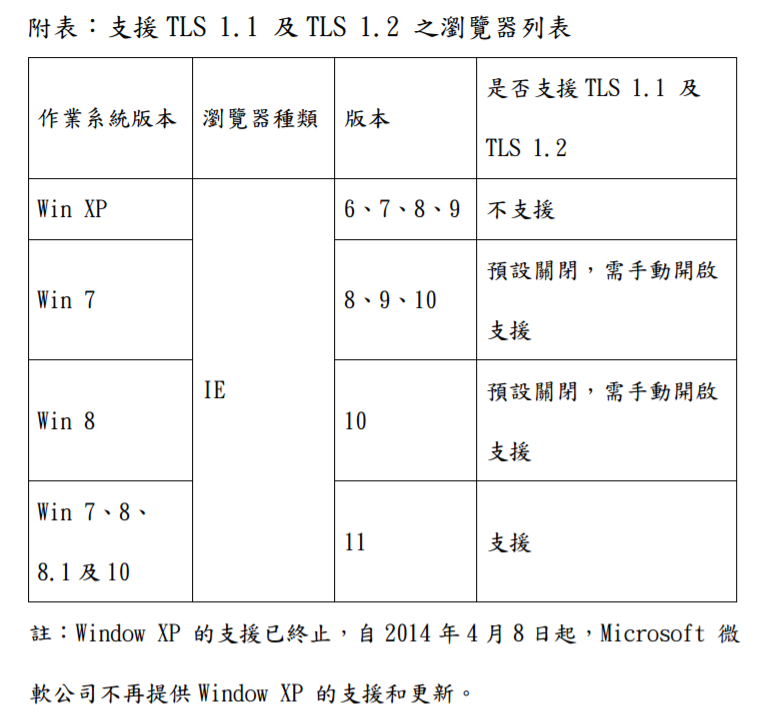 附表：支援 TLS 1.1 及 TLS 1.2 之瀏覽器列表
作業系統版本 瀏覽器種類 版本 是否支援 TLS 1.1 及
TLS 1.2
Win XP 6、7、8、9 不支援
Win 7 8、9、10 預設關閉，需手動開啟
支援
IE
Win 8 10 預設關閉，需手動開啟
支援
Win 7、8、
8.1 及 10
11 支援
註：Window XP 的支援已終止，自 2014 年 4 月 8 日起，Microsoft 微
軟公司不再提供 Window XP 的支援和更新。